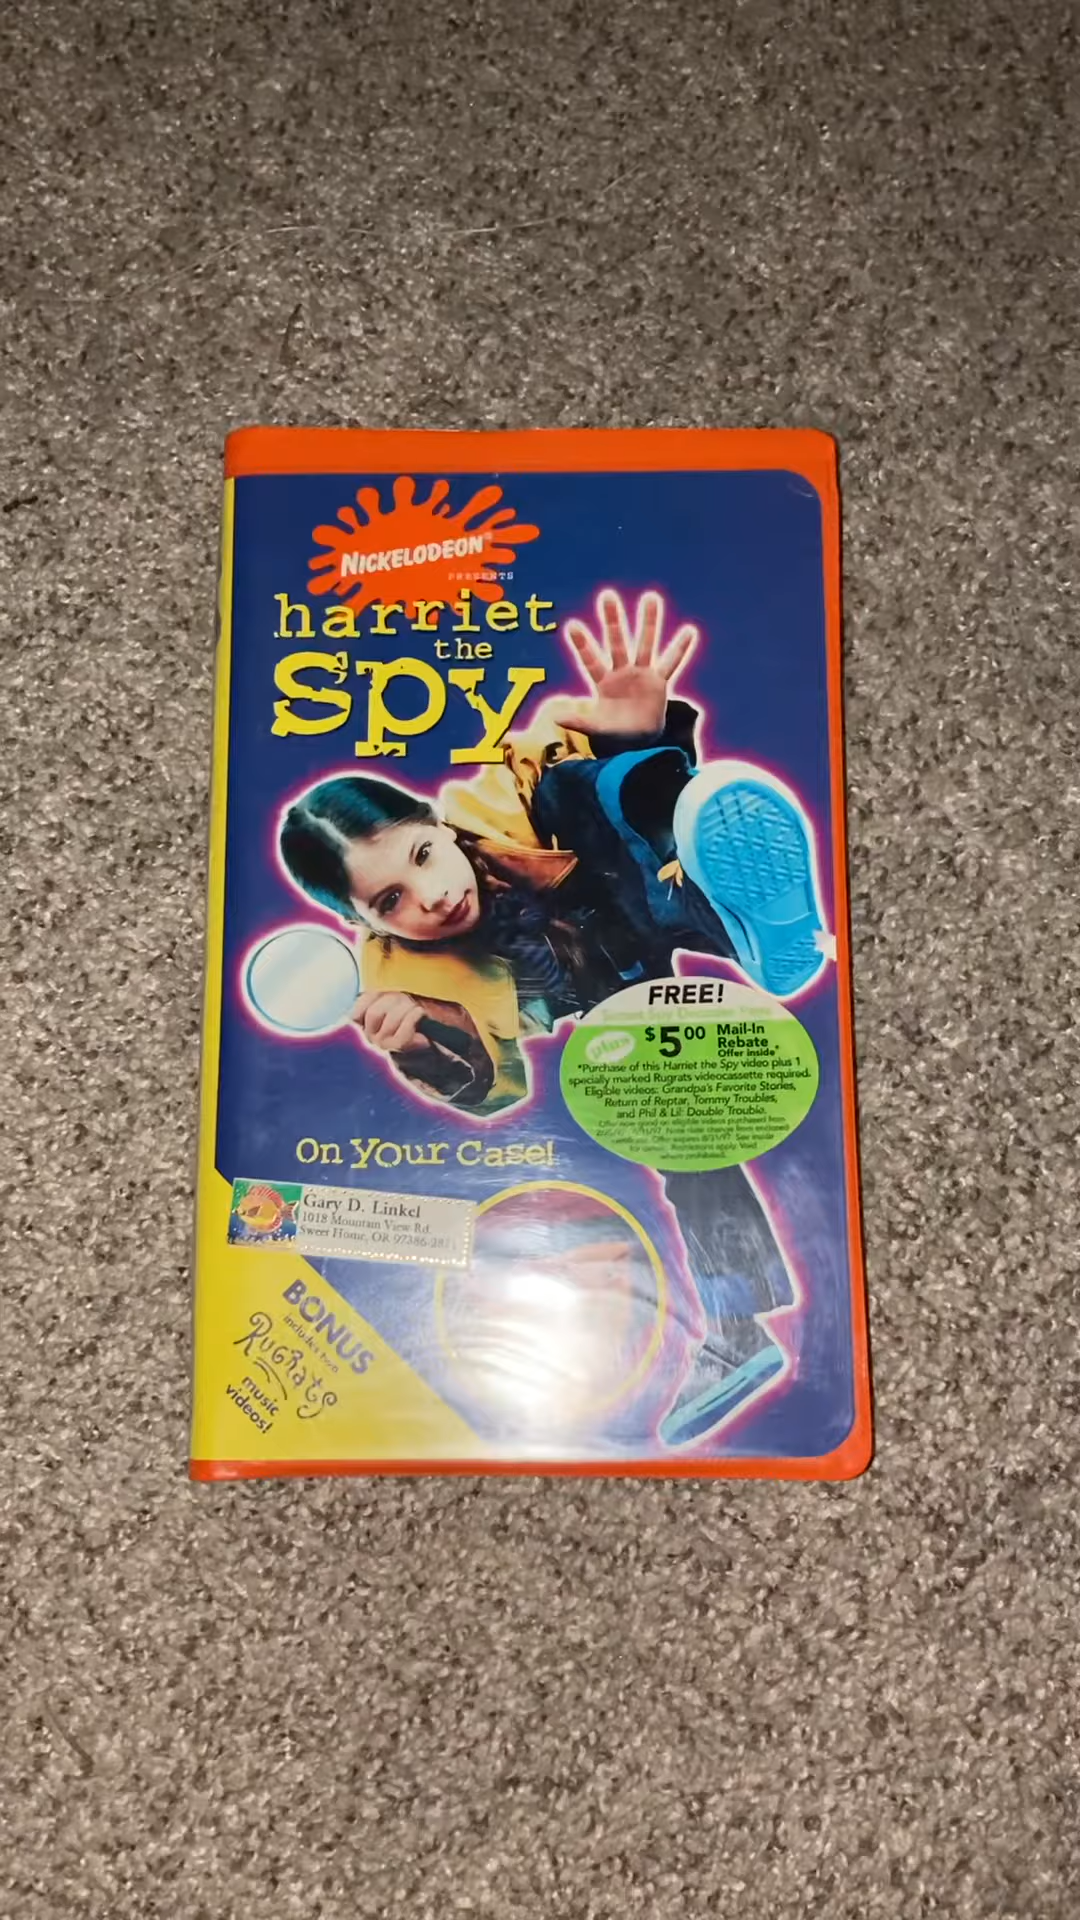 NICKELODEON
PRESENTS
harriet
the
spy
FREE!
plus
$5.00 Mail-In
Rebate
Offer inside*
*Purchase of this Harriet the Spy video plus 1
specially marked Rugrats videocassette required.
Eligible videos: Grandpa's Favorite Stories,
Return of Reptar, Tommy Troubles,
and Phil & Lil: Double Trouble.
where prohibited.
On Your Case!
Gary D. Linkel
1018 Mountain View Rd
Sweet Home, OR 97386
BONUS
includes two
Rugrats
music
videos!